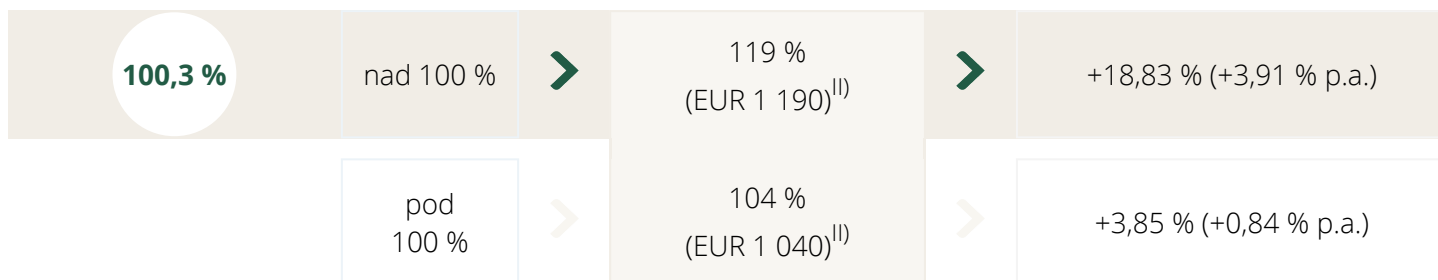 100,3 %
nad 100 %
119 %
(EUR 1 190)II)
+18,83 % (+3,91 % p.a.)
pod
100 %
104 %
(EUR 1 040)II)
+3,85 % (+0,84 % p.a.)